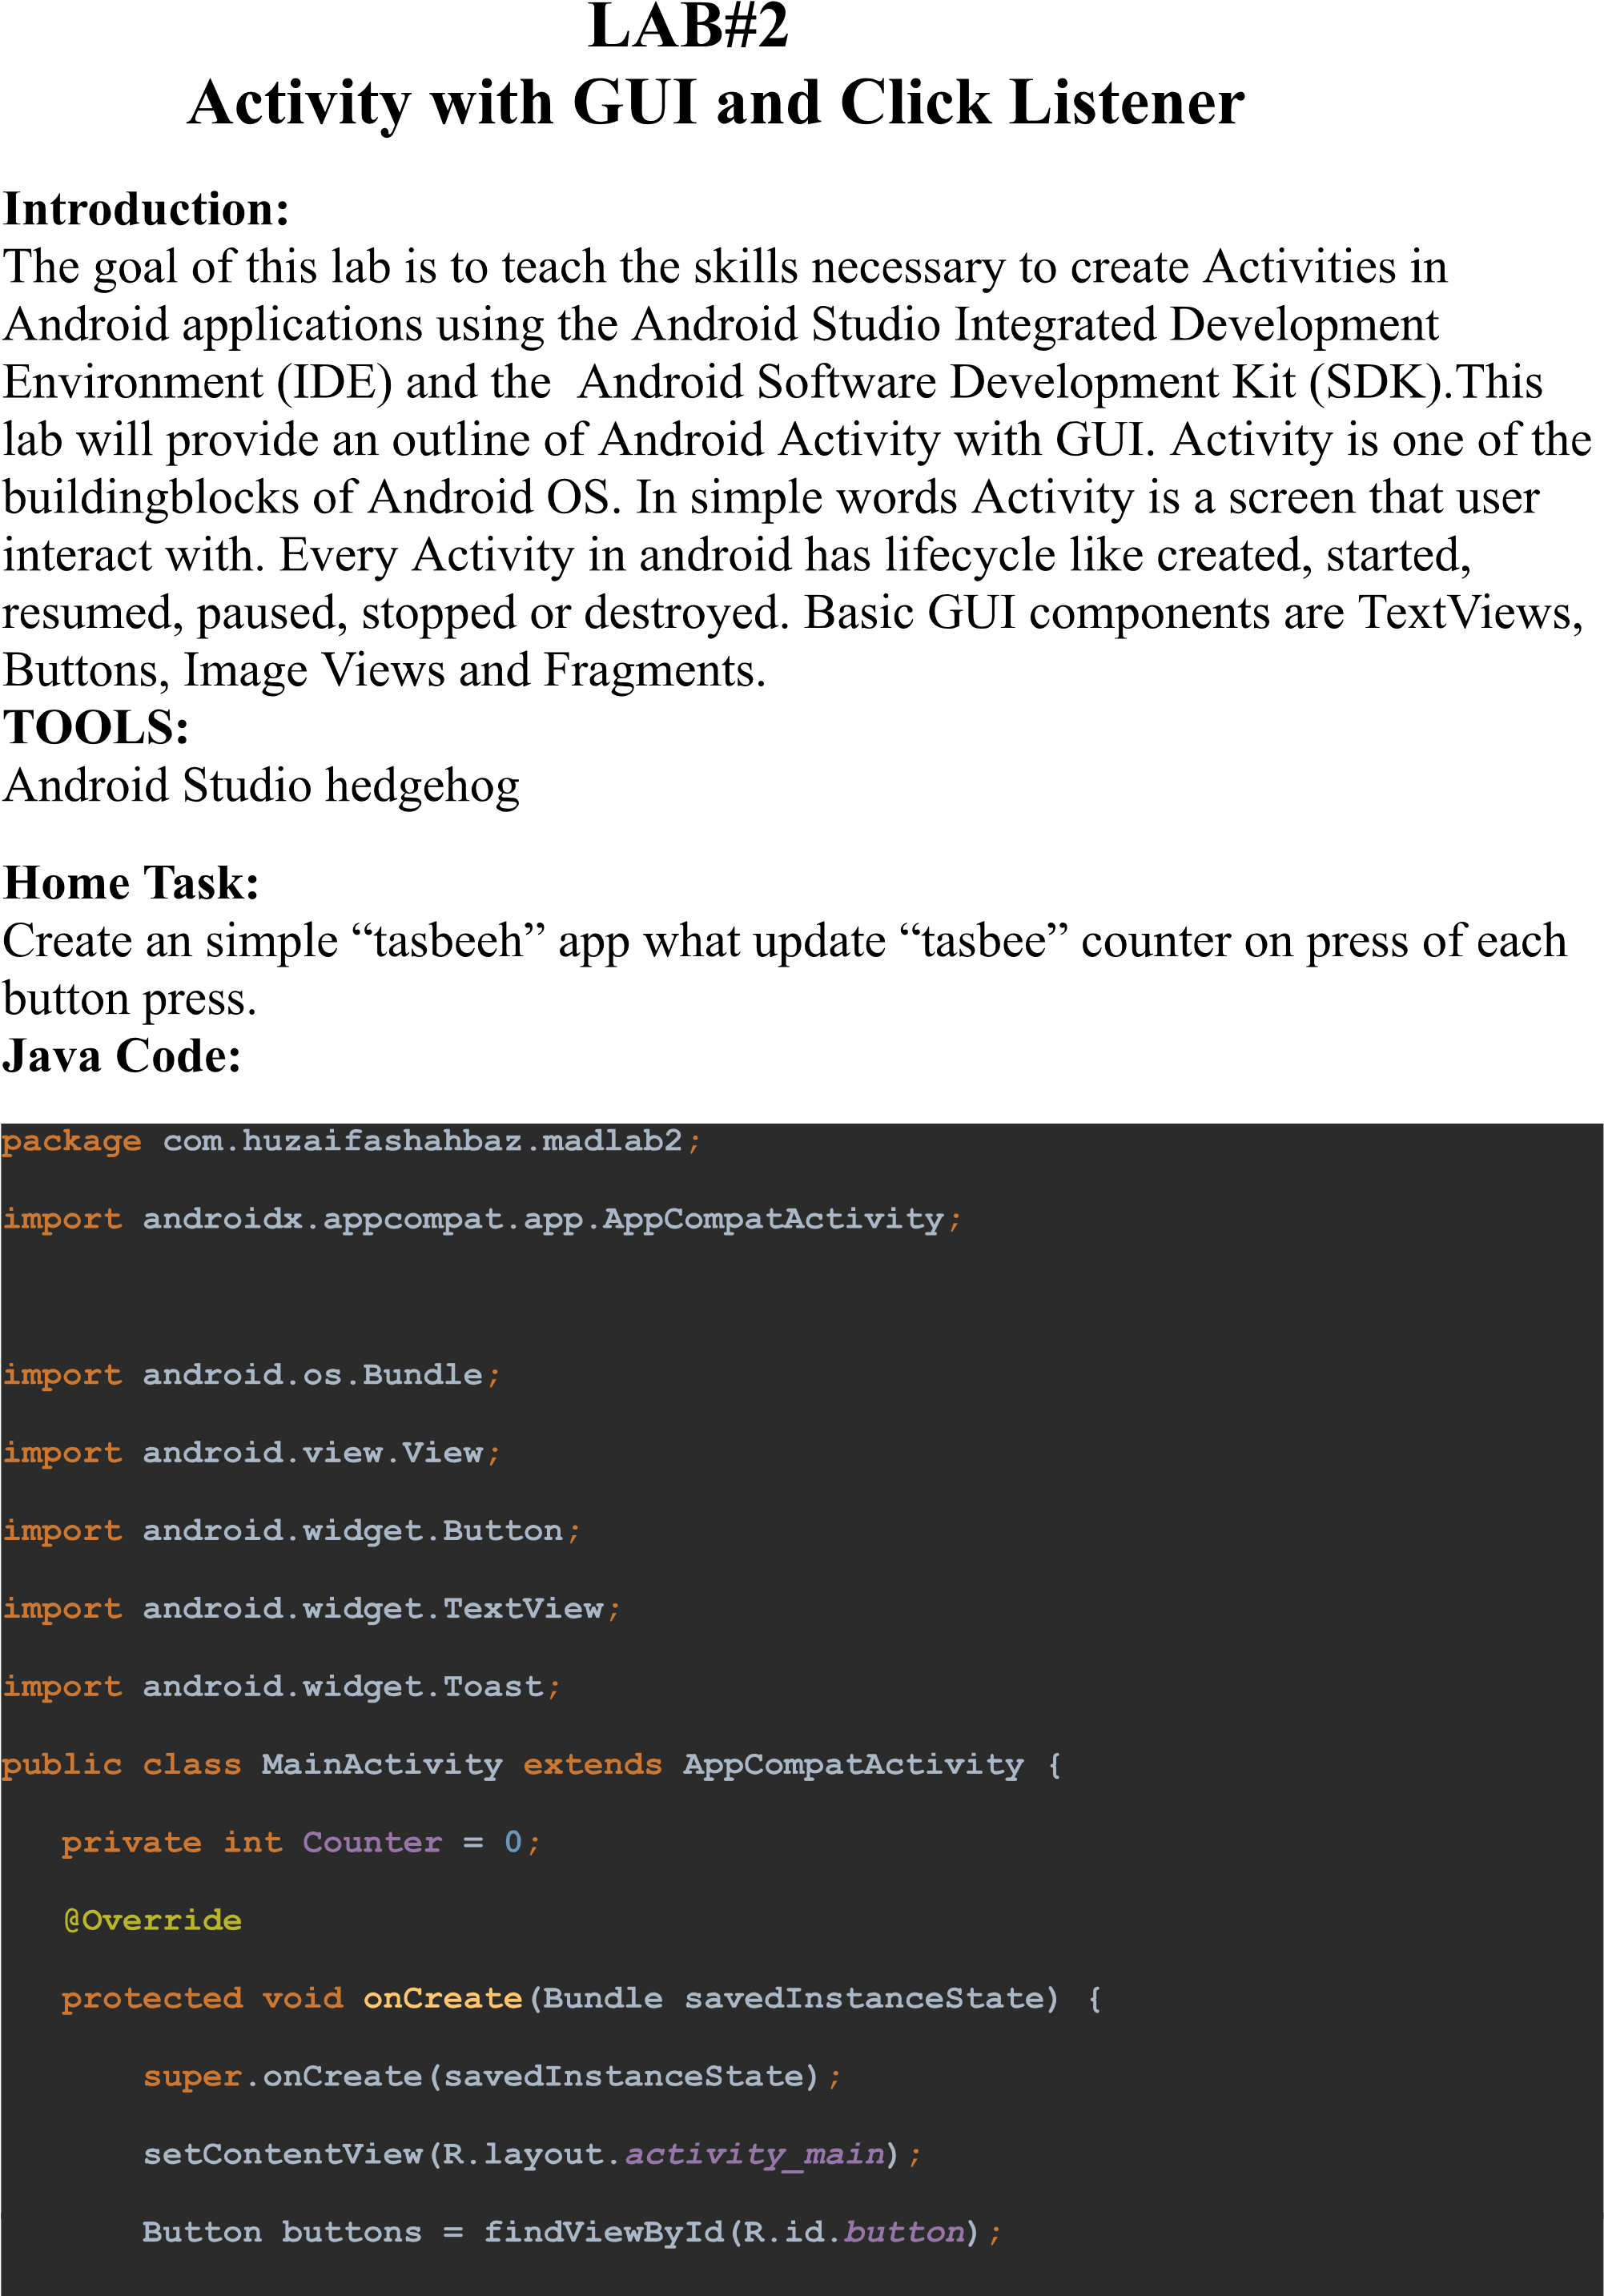 LAB#2
Activity with GUI and Click Listener
Introduction:
The goal of this lab is to teach the skills necessary to create Activities in
Android applications using the Android Studio Integrated Development
Environment (IDE) and the  Android Software Development Kit (SDK).This
lab will provide an outline of Android Activity with GUI. Activity is one of the
buildingblocks of Android OS. In simple words Activity is a screen that user
interact with. Every Activity in android has lifecycle like created, started,
resumed, paused, stopped or destroyed. Basic GUI components are TextViews,
Buttons, Image Views and Fragments.
TOOLS:
Android Studio hedgehog
Home Task:
Create an simple “tasbeeh” app what update “tasbee” counter on press of each
button press.
Java Code:
package com.huzaifashahbaz.madlab2;
import androidx.appcompat.app.AppCompatActivity;
import android.os.Bundle;
import android.view.View;
import android.widget.Button;
import android.widget.TextView;
import android.widget.Toast;
public class MainActivity extends AppCompatActivity {
   private int Counter = 0;
   @Override
   protected void onCreate(Bundle savedInstanceState) {
       super.onCreate(savedInstanceState);
       setContentView(R.layout.activity_main);
       Button buttons = findViewById(R.id.button);